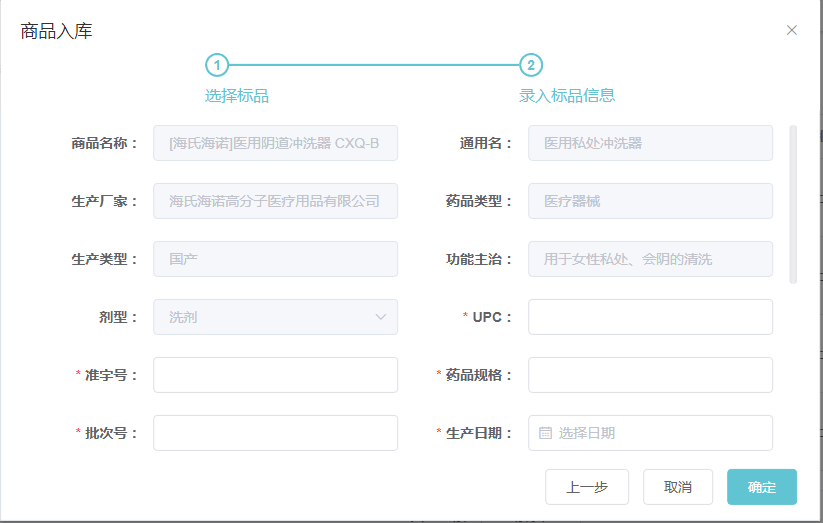 商品入库
1 2
选择标品 录入标品信息
商品名称： [海氏海诺]医用阴道冲洗器 CXQ-B 通用名： 医用私处冲洗器
生产厂家： 海氏海诺高分子医疗用品有限公司 药品类型： 医疗器械
生产类型： 国产 功能主治： 用于女性私处、会阴的清洗
剂型： 洗剂 * UPC：
* 准字号： * 药品规格：
* 批次号： * 生产日期： 选择日期
上一步 取消 确定